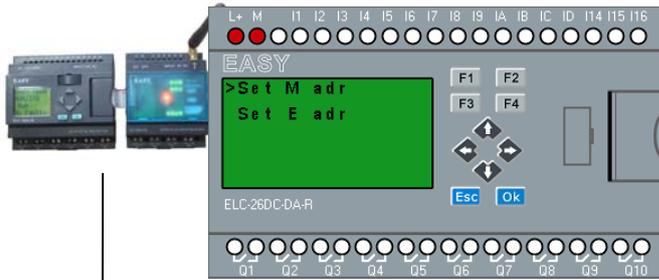 L+ M I1 I2 I3 I4 I5 I6 I7 I8 I9 IA IB IC ID I14 I15 I16
EASY
>Set M adr
Set E adr
F1 F2
F3 F4
Esc Ok
ELC-26DC-DA-R
Q1 Q2 Q3 Q4 Q5 Q6 Q7 Q8 Q9 Q10
EASY
EASY